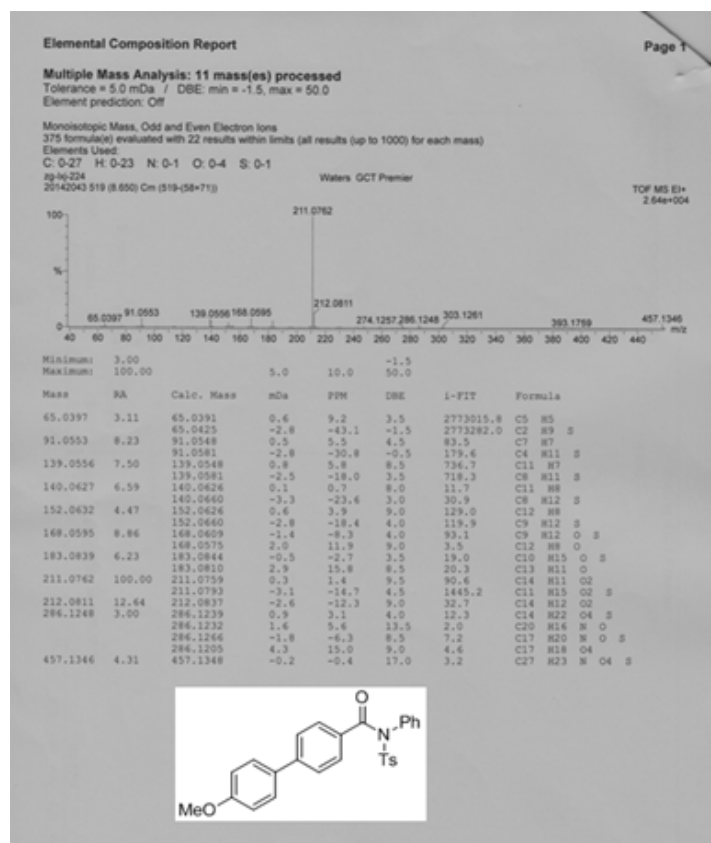 Elemental Composition Report Page 1
Multiple Mass Analysis: 11 mass(es) processed
Tolerance = 5.0 mDa / DBE: min = -1.5, max = 50.0
Element prediction: Off
Monoisotopic Mass, Odd and Even Electron Ions
375 formula(e) evaluated with 22 results within limits (all results (up to 1000) for each mass)
Elements Used:
C: 0-27 H: 0-23 N: 0-1 O: 0-4 S: 0-1
zg-lxj-224 Waters GCT Premier
20142043 519 (8.650) Cm (519-(58+71)) TOF MS EI+
2.64e+004
211.0762
100
%
212.0811
65.0397 91.0553 139.0556 168.0595 274.1257 286.1248 303.1261 393.1759 457.1346
0 m/z
40 60 80 100 120 140 160 180 200 220 240 260 280 300 320 340 360 380 400 420 440
Minimum: 3.00 -1.5
Maximum: 100.00 5.0 10.0 50.0
Mass RA Calc. Mass mDa PPM DBE i-FIT Formula
65.0397 3.11 65.0391 0.6 9.2 3.5 2773015.8 C5 H5
65.0425 -2.8 -43.1 -1.5 2773282.0 C2 H9 S
91.0553 8.23 91.0548 0.5 5.5 4.5 83.5 C7 H7
91.0581 -2.8 -30.8 -0.5 179.6 C4 H11 S
139.0556 7.50 139.0548 0.8 5.8 8.5 736.7 C11 H7
139.0581 -2.5 -18.0 3.5 718.3 C8 H11 S
140.0627 6.59 140.0626 0.1 0.7 8.0 11.7 C11 H8
140.0660 -3.3 -23.6 3.0 30.9 C8 H12 S
152.0632 4.47 152.0626 0.6 3.9 9.0 129.0 C12 H8
152.0660 -2.8 -18.4 4.0 119.9 C9 H12 S
168.0595 8.86 168.0609 -1.4 -8.3 4.0 93.1 C9 H12 O S
168.0575 2.0 11.9 9.0 3.5 C12 H8 O
183.0839 6.23 183.0844 -0.5 -2.7 3.5 19.0 C10 H15 O S
183.0810 2.9 15.8 8.5 20.3 C13 H11 O
211.0762 100.00 211.0759 0.3 1.4 9.5 90.6 C14 H11 O2
211.0793 -3.1 -14.7 4.5 1445.2 C11 H15 O2 S
212.0811 12.64 212.0837 -2.6 -12.3 9.0 32.7 C14 H12 O2
286.1248 3.00 286.1239 0.9 3.1 4.0 12.3 C14 H22 O4 S
286.1232 1.6 5.6 13.5 2.0 C20 H16 N O
286.1266 -1.8 -6.3 8.5 7.2 C17 H20 N O S
286.1205 4.3 15.0 9.0 4.6 C17 H18 O4
457.1346 4.31 457.1348 -0.2 -0.4 17.0 3.2 C27 H23 N O4 S
O
N Ph
Ts
MeO